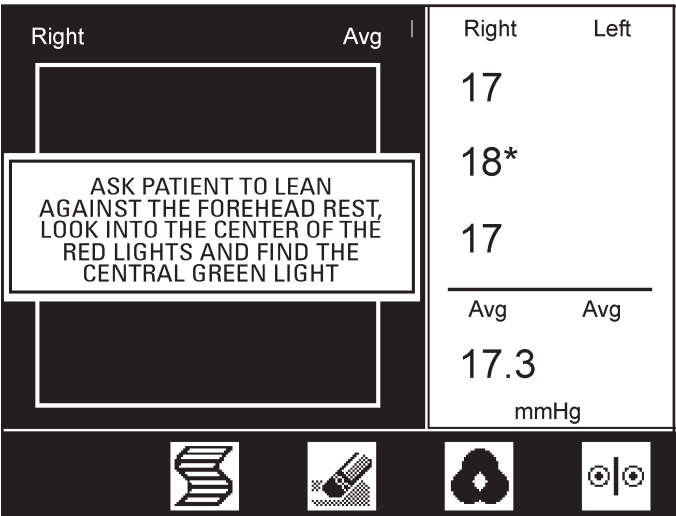 Right Avg
ASK PATIENT TO LEAN
AGAINST THE FOREHEAD REST,
LOOK INTO THE CENTER OF THE
RED LIGHTS AND FIND THE
CENTRAL GREEN LIGHT
Right Left
17
18*
17
Avg Avg
17.3
mmHg